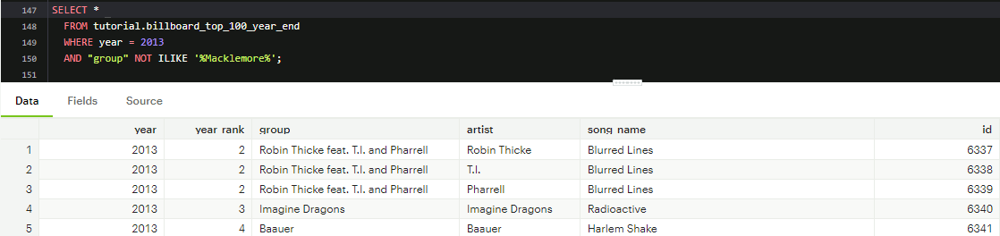 147 SELECT *
148 FROM tutorial.billboard_top_100_year_end
149 WHERE year = 2013
150 AND "group" NOT ILIKE '%Macklemore%';
151
Data Fields Source
year year_rank group artist song_name id
1 2013 2 Robin Thicke feat. T.I. and Pharrell Robin Thicke Blurred Lines 6337
2 2013 2 Robin Thicke feat. T.I. and Pharrell T.I. Blurred Lines 6338
3 2013 2 Robin Thicke feat. T.I. and Pharrell Pharrell Blurred Lines 6339
4 2013 3 Imagine Dragons Imagine Dragons Radioactive 6340
5 2013 4 Baauer Baauer Harlem Shake 6341